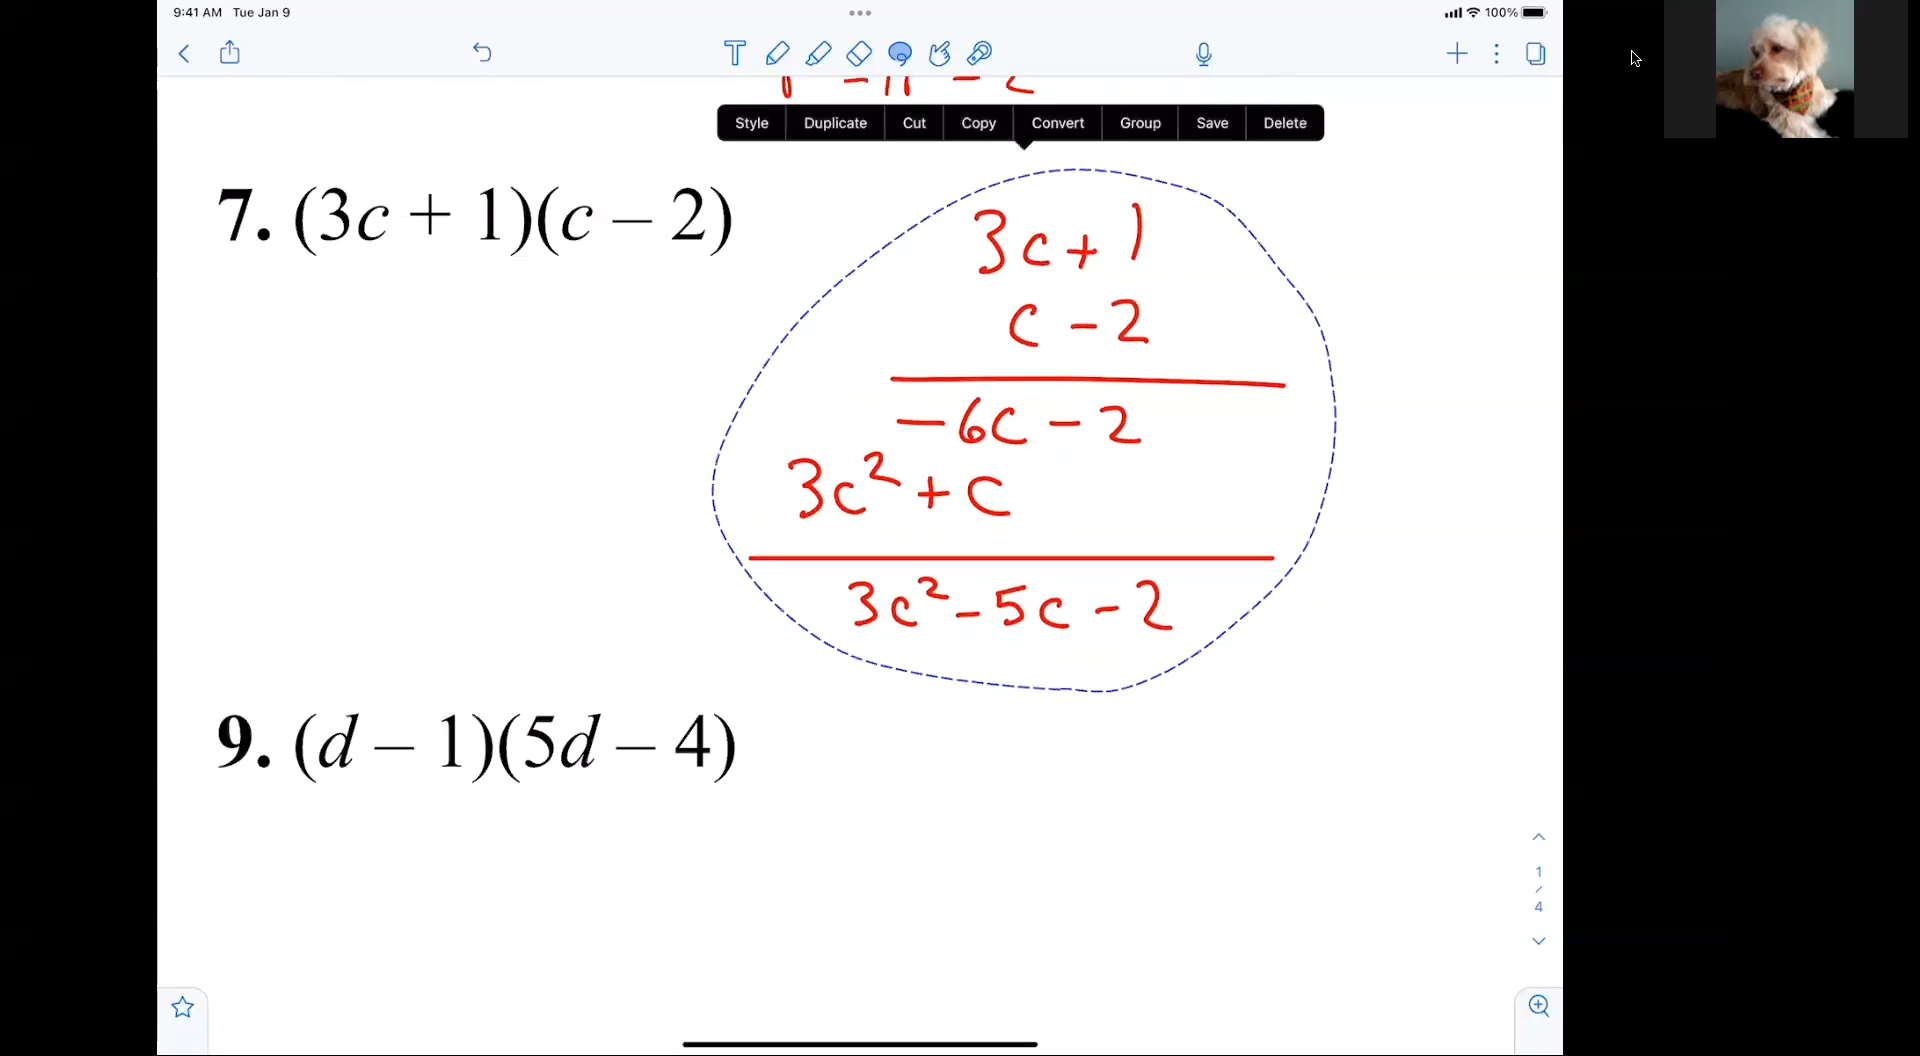 9:41 AM Tue Jan 9
100%
Style Duplicate Cut Copy Convert Group Save Delete
7. (3c + 1)(c – 2)
3c + 1
c - 2
-6c - 2
3c² + c
3c² - 5c - 2
9. (d – 1)(5d – 4)
1
/
4